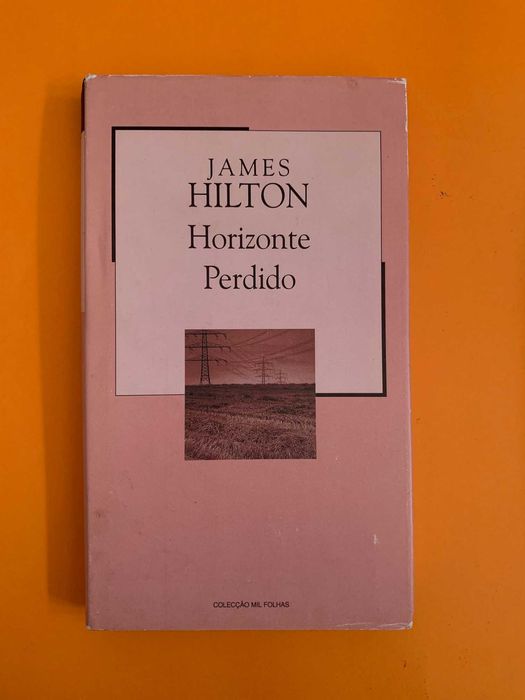 JAMES
HILTON
Horizonte
Perdido
COLECÇÃO MIL FOLHAS